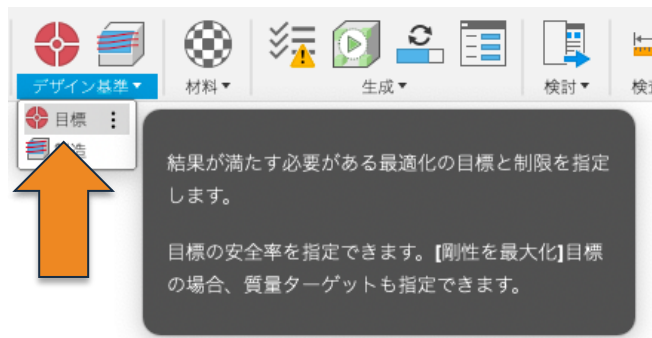 デザイン基準▼
材料▼
生成▼
検討▼
目標
結果が満たす必要がある最適化の目標と制限を指定
します。
目標の安全率を指定できます。[剛性を最大化]目標
の場合、質量ターゲットも指定できます。